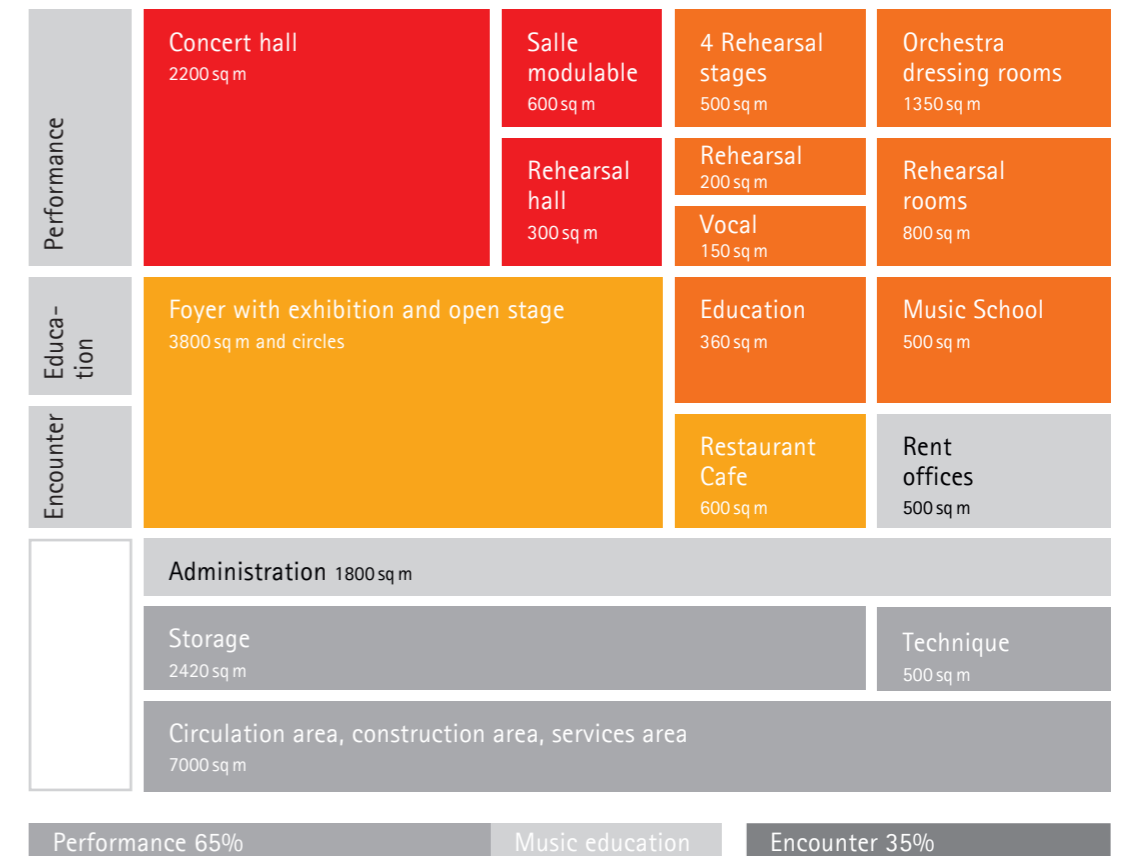 Performance
Concert hall
2200 sq m
Salle
modulable
600 sq m
4 Rehearsal
stages
500 sq m
Orchestra
dressing rooms
1350 sq m
Rehearsal
hall
300 sq m
Rehearsal
200 sq m
Vocal
150 sq m
Rehearsal
rooms
800 sq m
Educa-
tion
Foyer with exhibition and open stage
3800 sq m and circles
Education
360 sq m
Music School
500 sq m
Encounter
Restaurant
Cafe
600 sq m
Rent
offices
500 sq m
Administration 1800 sq m
Storage
2420 sq m
Technique
500 sq m
Circulation area, construction area, services area
7000 sq m
Performance 65%
Music education
Encounter 35%